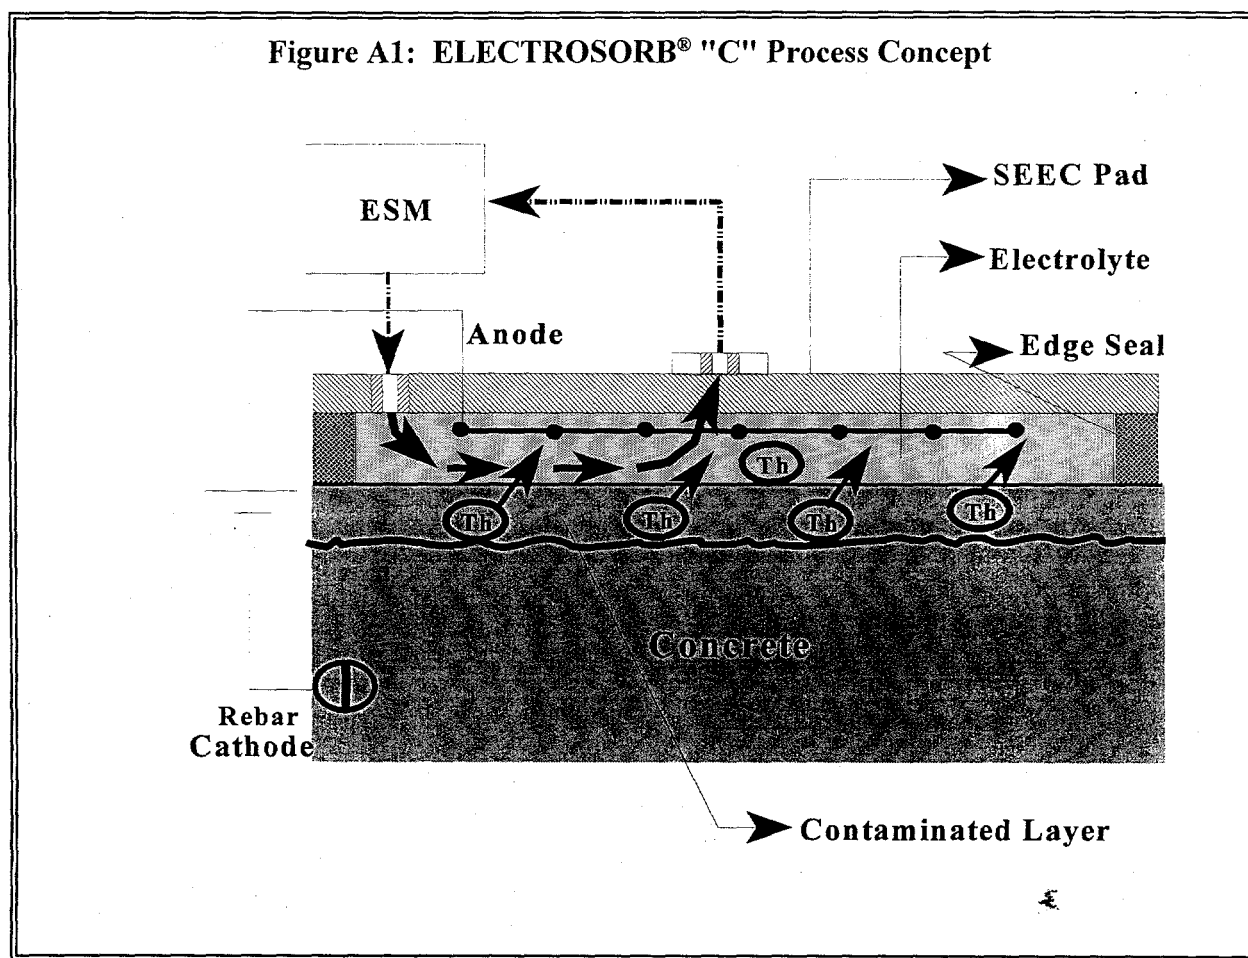 Figure A1: ELECTROSORB® "C" Process Concept
SEEC Pad
ESM
Electrolyte
Anode
Edge Seal
Th
Th
Th
Th
Th
Concrete
Rebar
Cathode
Contaminated Layer